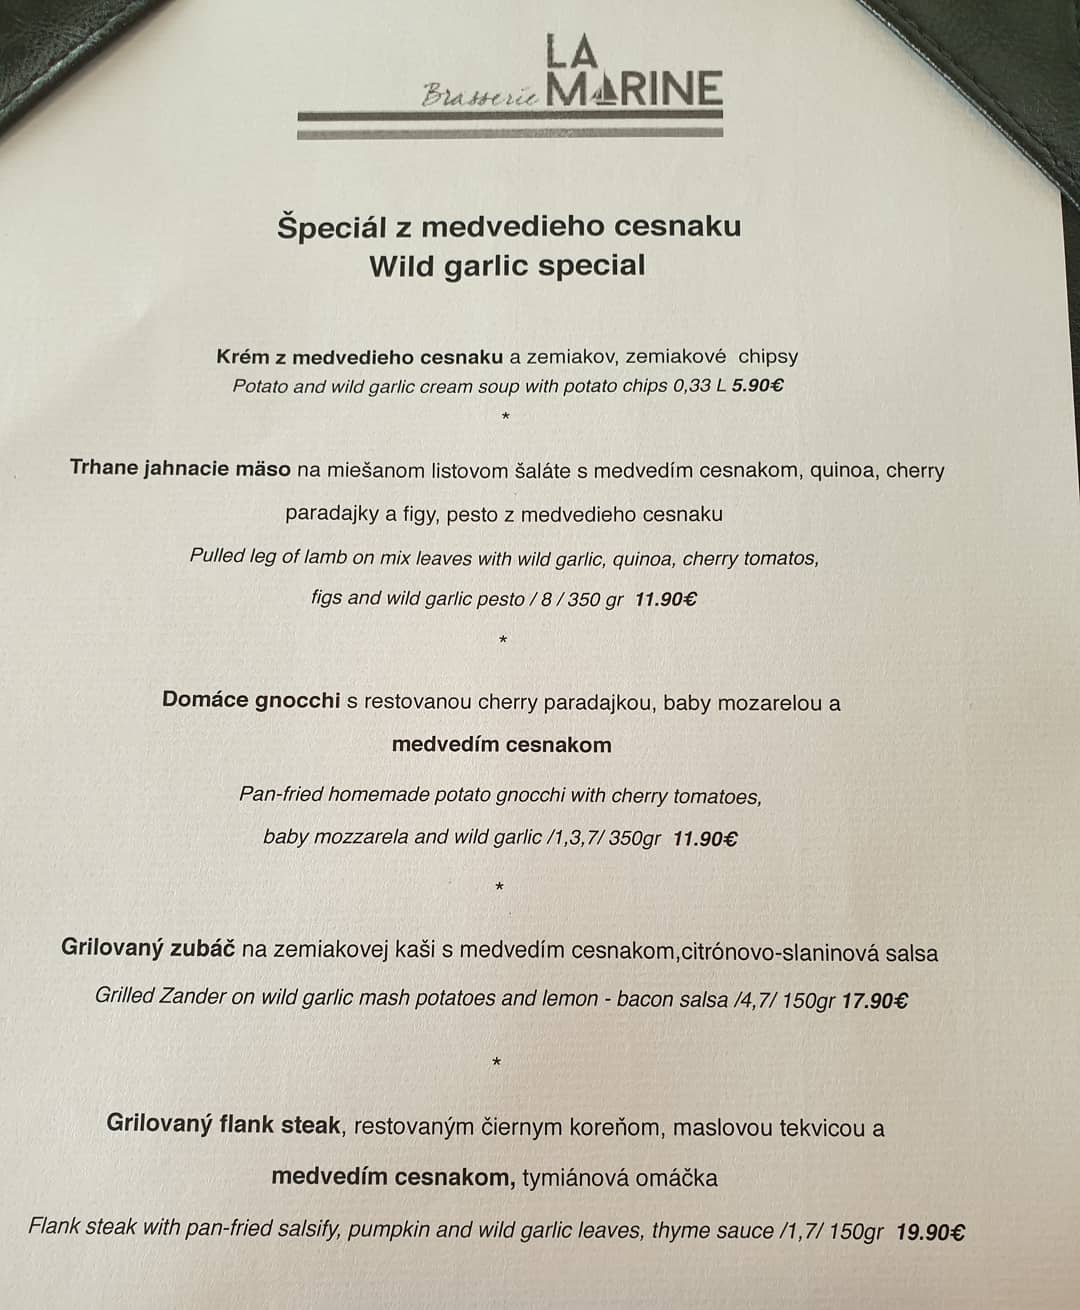 LA
Brasserie MARINE
Špeciál z medvedieho cesnaku
Wild garlic special
Krém z medvedieho cesnaku a zemiakov, zemiakové chipsy
Potato and wild garlic cream soup with potato chips 0,33 L 5.90€
*
Trhane jahnacie mäso na miešanom listovom šaláte s medvedím cesnakom, quinoa, cherry
paradajky a figy, pesto z medvedieho cesnaku
Pulled leg of lamb on mix leaves with wild garlic, quinoa, cherry tomatos,
figs and wild garlic pesto / 8 / 350 gr 11.90€
*
Domáce gnocchi s restovanou cherry paradajkou, baby mozarelou a
medvedím cesnakom
Pan-fried homemade potato gnocchi with cherry tomatoes,
baby mozzarela and wild garlic /1,3,7/ 350gr 11.90€
*
Grilovaný zubáč na zemiakovej kaši s medvedím cesnakom,citrónovo-slaninová salsa
Grilled Zander on wild garlic mash potatoes and lemon - bacon salsa /4,7/ 150gr 17.90€
*
Grilovaný flank steak, restovaným čiernym koreňom, maslovou tekvicou a
medvedím cesnakom, tymiánová omáčka
Flank steak with pan-fried salsify, pumpkin and wild garlic leaves, thyme sauce /1,7/ 150gr 19.90€